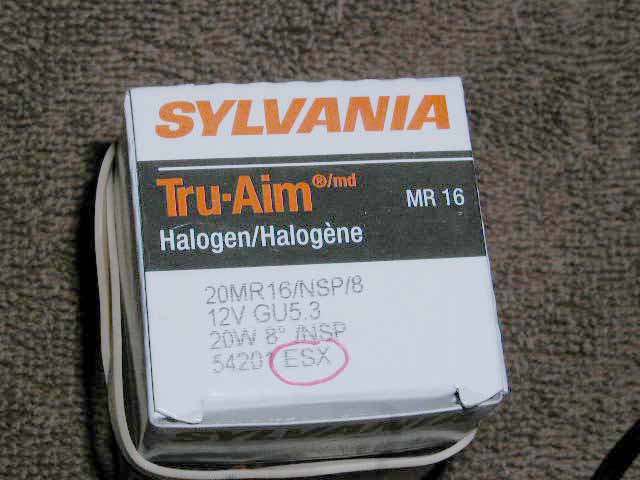 SYLVANIA
Tru-Aim®/md MR 16
Halogen/Halogène
20MR16/NSP/8
12V GU5.3
20W 8° /NSP
54201 ESX
SYLVANIA